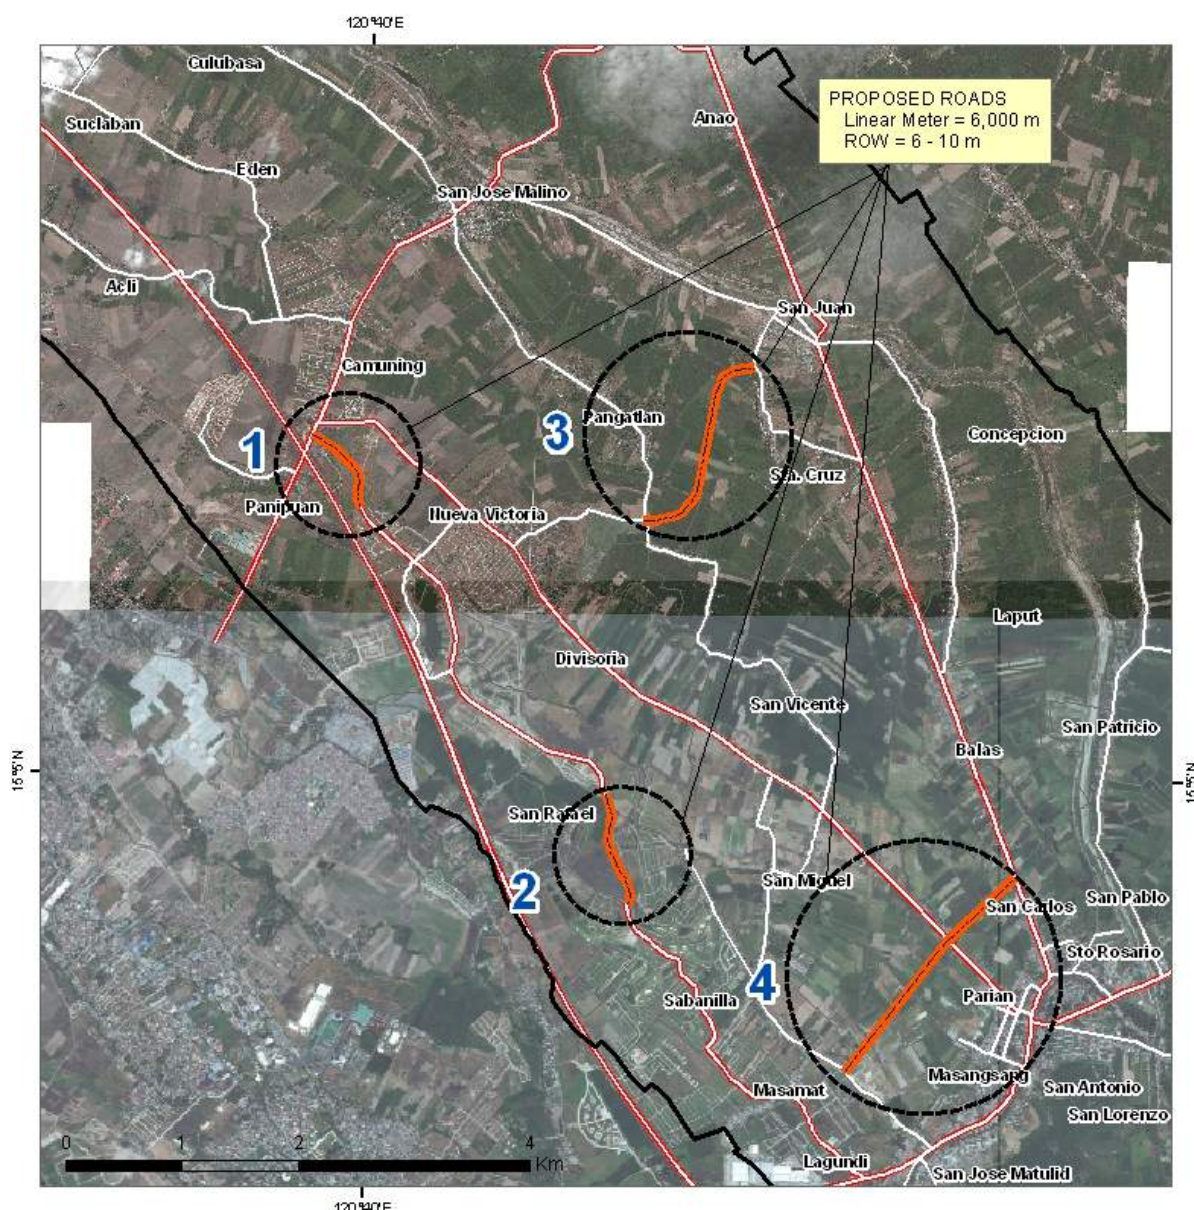 120°40'E
Culubasa
PROPOSED ROADS
Linear Meter = 6,000 m
ROW = 6 - 10 m
Suclaban
Anao
Eden
San Jose Malino
Acli
San Juan
Camuning
1
3
Pangatlan
Concepcion
Panipuan
Nueva Victoria
Sta. Cruz
Laput
Divisoria
San Vicente
San Patricio
Balas
15°5'N
15°5'N
San Rafael
2
San Miguel
San Pablo
San Carlos
Sto Rosario
Sabanilla
4
Parian
Masangsang
Masamat
San Antonio
San Lorenzo
0 1 2 4
Km
Lagundi
San Jose Matulid
120°40'E